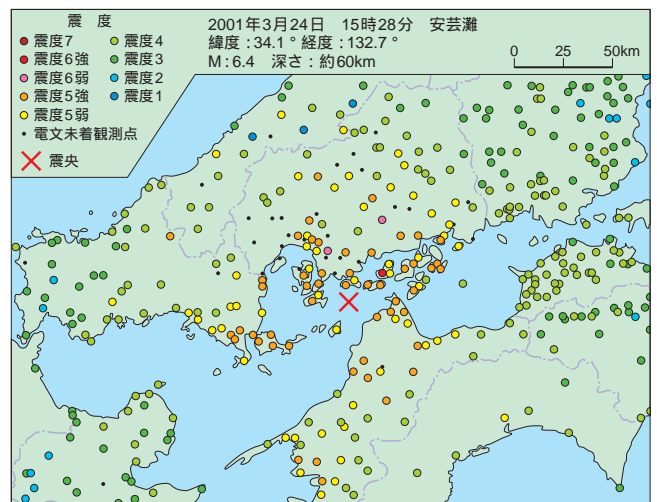 震 度
震度7
震度6強
震度6弱
震度5強
震度5弱
震度4
震度3
震度2
震度1
電文未着観測点
震央
2001年3月24日 15時28分 安芸灘
緯度:34.1° 経度:132.7°
M:6.4 深さ:約60km
0 25 50km